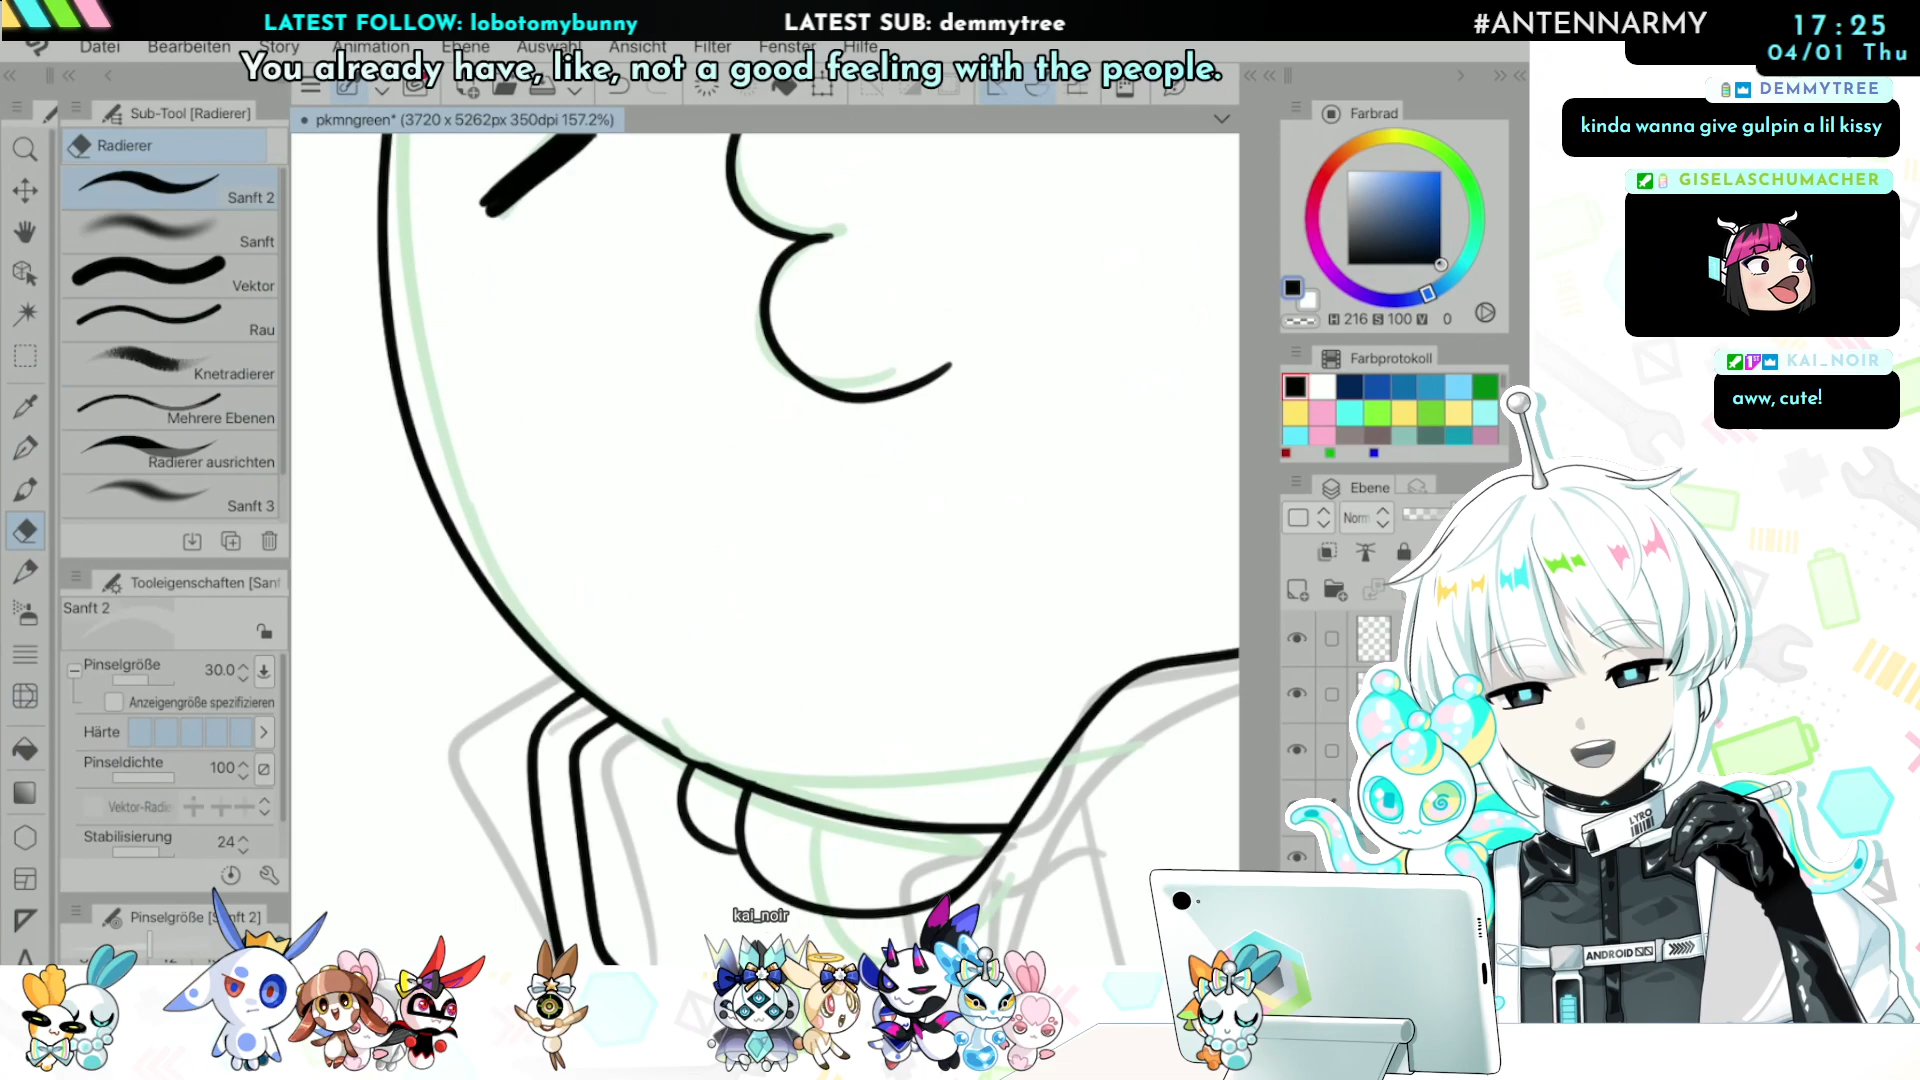 LATEST FOLLOW: lobotomybunny
LATEST SUB: demmytree
#ANTENNARMY
17:25
04/01 Thu
Datei Bearbeiten Story Animation Ebene Auswahl Ansicht Filter Fenster Hilfe
You already have, like, not a good feeling with the people.
Sub-Tool [Radierer]
pkmngreen* (3720 x 5262px 350dpi 157.2%)
Radierer
Sanft 2
Sanft
Vektor
Rau
Knetradierer
Mehrere Ebenen
Radierer ausrichten
Sanft 3
Tooleigenschaften [Sanf
Sanft 2
Pinselgröße 30.0
Anzeigengröße spezifizieren
Härte
Pinseldichte 100
Vektor-Radie
Stabilisierung 24
Pinselgröße [Sanft 2]
Farbrad
H 216 S 100 V 0
Farbprotokoll
Ebene
Norm
DEMMYTREE
kinda wanna give gulpin a lil kissy
GISELASCHUMACHER
KAI_NOIR
aww, cute!
kai_noir
LYRO
ANDROID